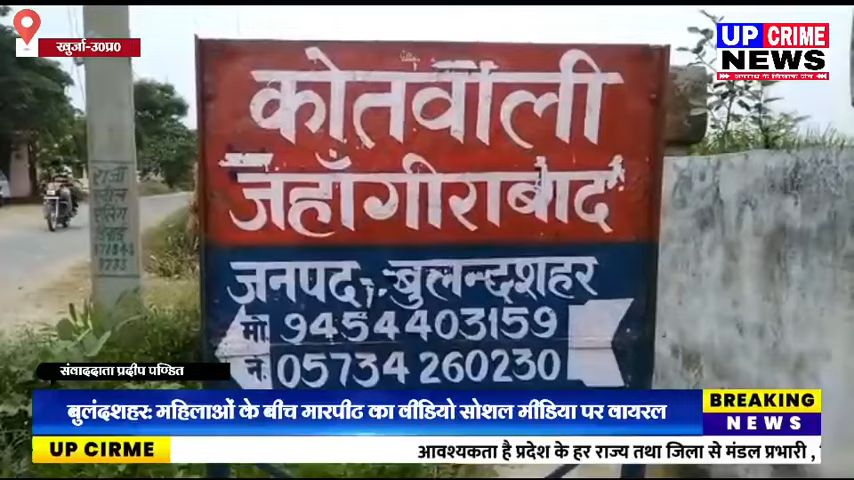 खुर्जा-उ0प्र0
UP CRIME
NEWS
कोतवाली
जहाँगीराबाद
जनपद - बुलन्दशहर
मो. 9454403159
नं. 05734 260230
संवाददाता प्रदीप पण्डित
बुलंदशहर: महिलाओं के बीच मारपीट का वीडियो सोशल मीडिया पर वायरल
BREAKING
NEWS
UP CIRME
आवश्यकता है प्रदेश के हर राज्य तथा जिला से मंडल प्रभारी ,